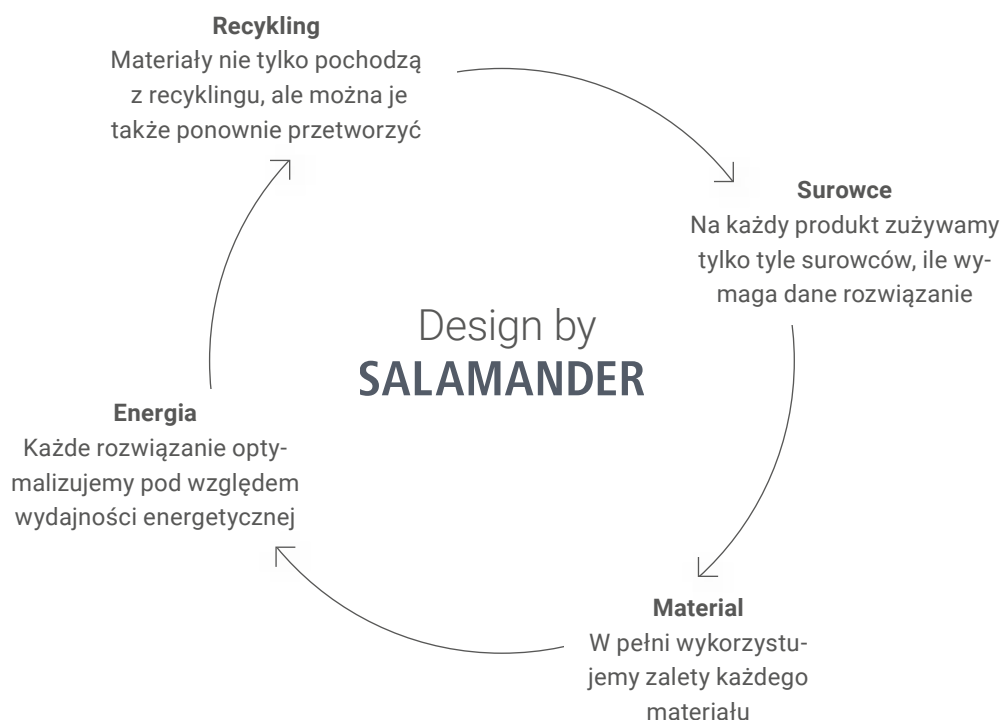 Recykling
Materiały nie tylko pochodzą
z recyklingu, ale można je
także ponownie przetworzyć
Surowce
Na każdy produkt zużywamy
tylko tyle surowców, ile wy-
maga dane rozwiązanie
Design by
SALAMANDER
Energia
Każde rozwiązanie opty-
malizujemy pod względem
wydajności energetycznej
Material
W pełni wykorzystu-
jemy zalety każdego
materiału